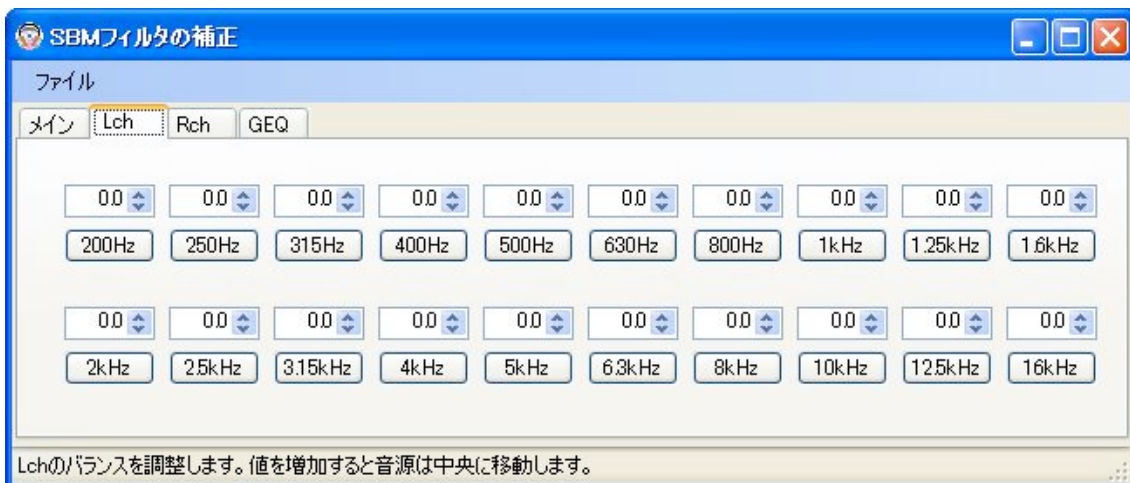 SBMフィルタの補正
ファイル
メイン Lch Rch GEQ
0.0 0.0 0.0 0.0 0.0 0.0 0.0 0.0 0.0 0.0
200Hz 250Hz 315Hz 400Hz 500Hz 630Hz 800Hz 1kHz 1.25kHz 1.6kHz
0.0 0.0 0.0 0.0 0.0 0.0 0.0 0.0 0.0 0.0
2kHz 2.5kHz 3.15kHz 4kHz 5kHz 6.3kHz 8kHz 10kHz 12.5kHz 16kHz
Lchのバランスを調整します。値を増加すると音源は中央に移動します。